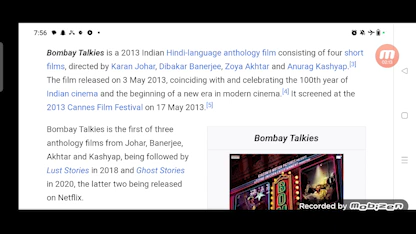 7:56
Bombay Talkies is a 2013 Indian Hindi-language anthology film consisting of four short
films, directed by Karan Johar, Dibakar Banerjee, Zoya Akhtar and Anurag Kashyap.[3]
The film released on 3 May 2013, coinciding with and celebrating the 100th year of
Indian cinema and the beginning of a new era in modern cinema.[4] It screened at the
2013 Cannes Film Festival on 17 May 2013.[5]
Bombay Talkies is the first of three
anthology films from Johar, Banerjee,
Akhtar and Kashyap, being followed by
Lust Stories in 2018 and Ghost Stories
in 2020, the latter two being released
on Netflix.
Bombay Talkies
Recorded by Mobizen